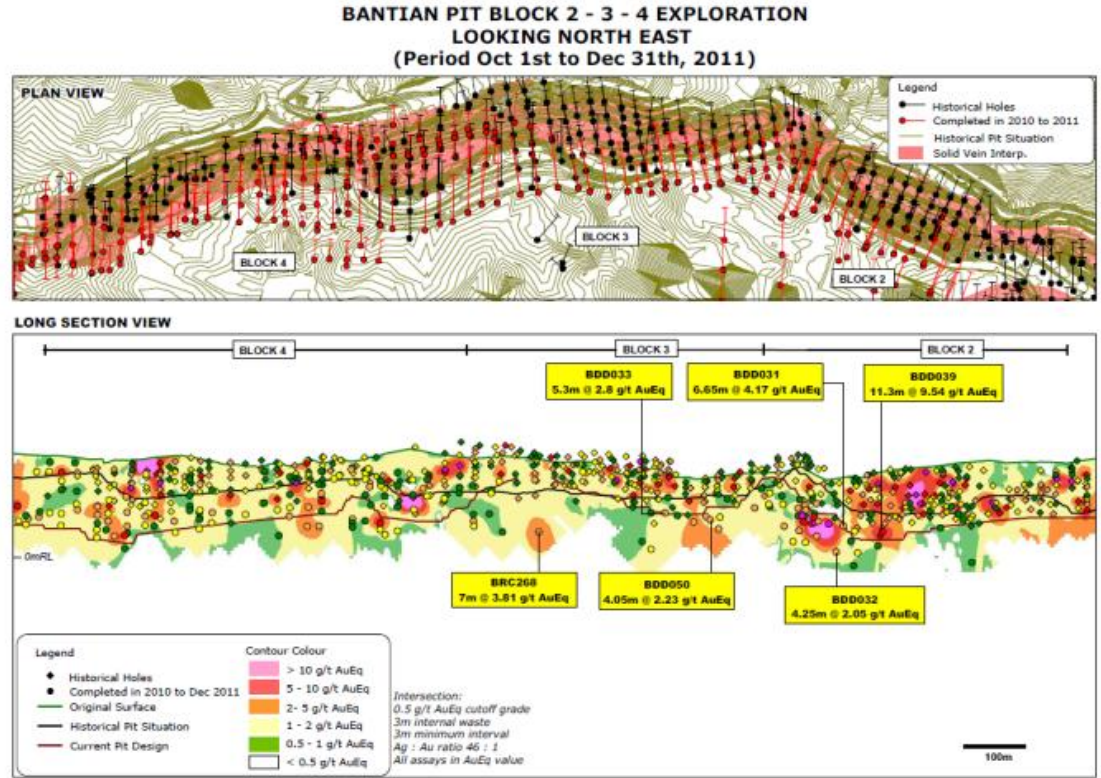 BANTIAN PIT BLOCK 2 - 3 - 4 EXPLORATION
LOOKING NORTH EAST
(Period Oct 1st to Dec 31th, 2011)
PLAN VIEW
Legend
Historical Holes
Completed in 2010 to 2011
Historical Pit Situation
Solid Vein Interp.
BLOCK 4
BLOCK 3
BLOCK 2
LONG SECTION VIEW
BLOCK 4
BLOCK 3
BLOCK 2
BDD033
5.3m @ 2.8 g/t AuEq
BDD031
6.65m @ 4.17 g/t AuEq
BDD039
11.3m @ 9.54 g/t AuEq
0mRL
BRC268
7m @ 3.81 g/t AuEq
BDD050
4.05m @ 2.23 g/t AuEq
BDD032
4.25m @ 2.05 g/t AuEq
Legend
Historical Holes
Completed in 2010 to Dec 2011
Original Surface
Historical Pit Situation
Current Pit Design
Contour Colour
> 10 g/t AuEq
5 - 10 g/t AuEq
2- 5 g/t AuEq
1 - 2 g/t AuEq
0.5 - 1 g/t AuEq
< 0.5 g/t AuEq
Intersection:
0.5 g/t AuEq cutoff grade
3m internal waste
3m minimum interval
Ag : Au ratio 46 : 1
All assays in AuEq value
100m